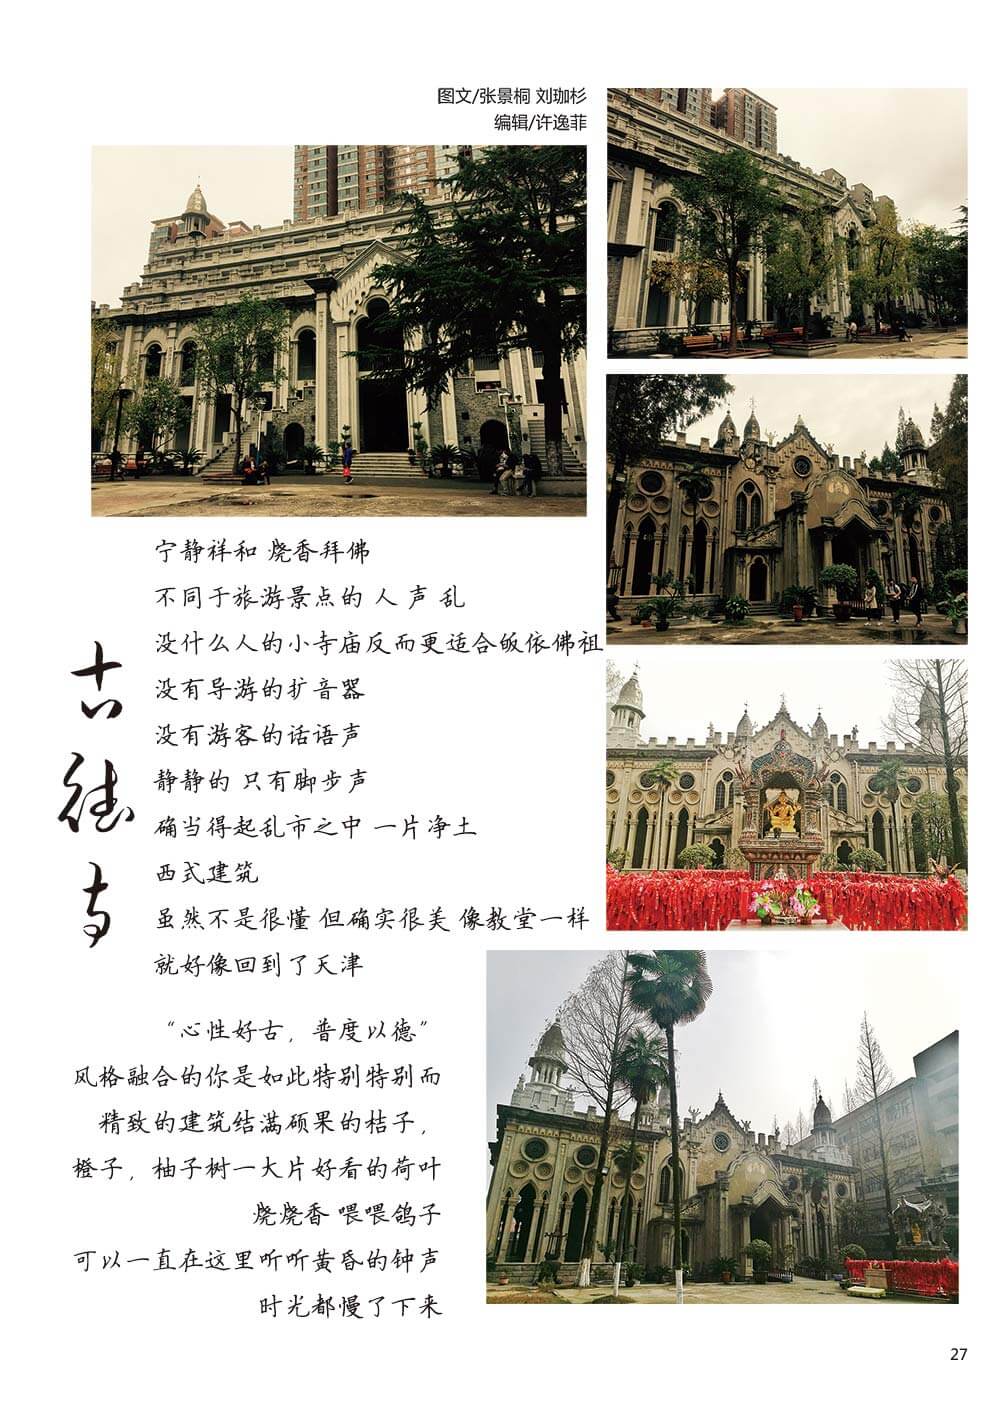 图文/张景桐 刘珈杉
编辑/许逸菲
古德寺
宁静祥和 烧香拜佛
不同于旅游景点的 人 声 乱
没什么人的小寺庙反而更适合皈依佛祖
没有导游的扩音器
没有游客的话语声
静静的 只有脚步声
确当得起乱市之中 一片净土
西式建筑
虽然不是很懂 但确实很美 像教堂一样
就好像回到了天津
“心性好古，普度以德”
风格融合的你是如此特别特别而
精致的建筑结满硕果的桔子，
橙子，柚子树一大片好看的荷叶
烧烧香 喂喂鸽子
可以一直在这里听听黄昏的钟声
时光都慢了下来
27